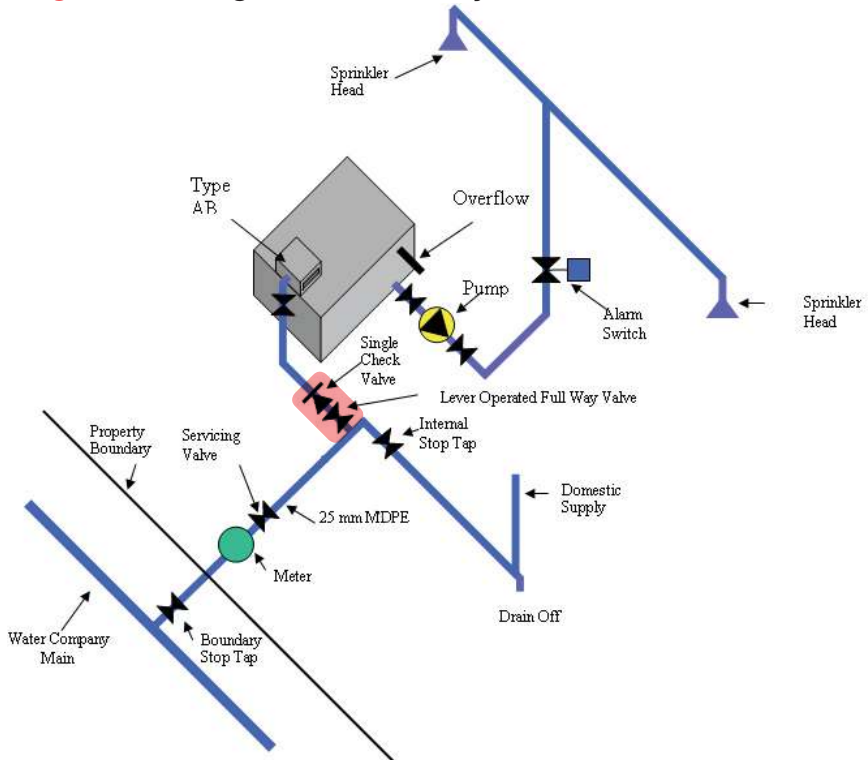 Sprinkler
Head
Type
AB
Overflow
Pump
Alarm
Switch
Sprinkler
Head
Single
Check
Valve
Lever Operated Full Way Valve
Internal
Stop Tap
Property
Boundary
Servicing
Valve
Domestic
Supply
25 mm MDPE
Meter
Drain Off
Water Company
Main
Boundary
Stop Tap